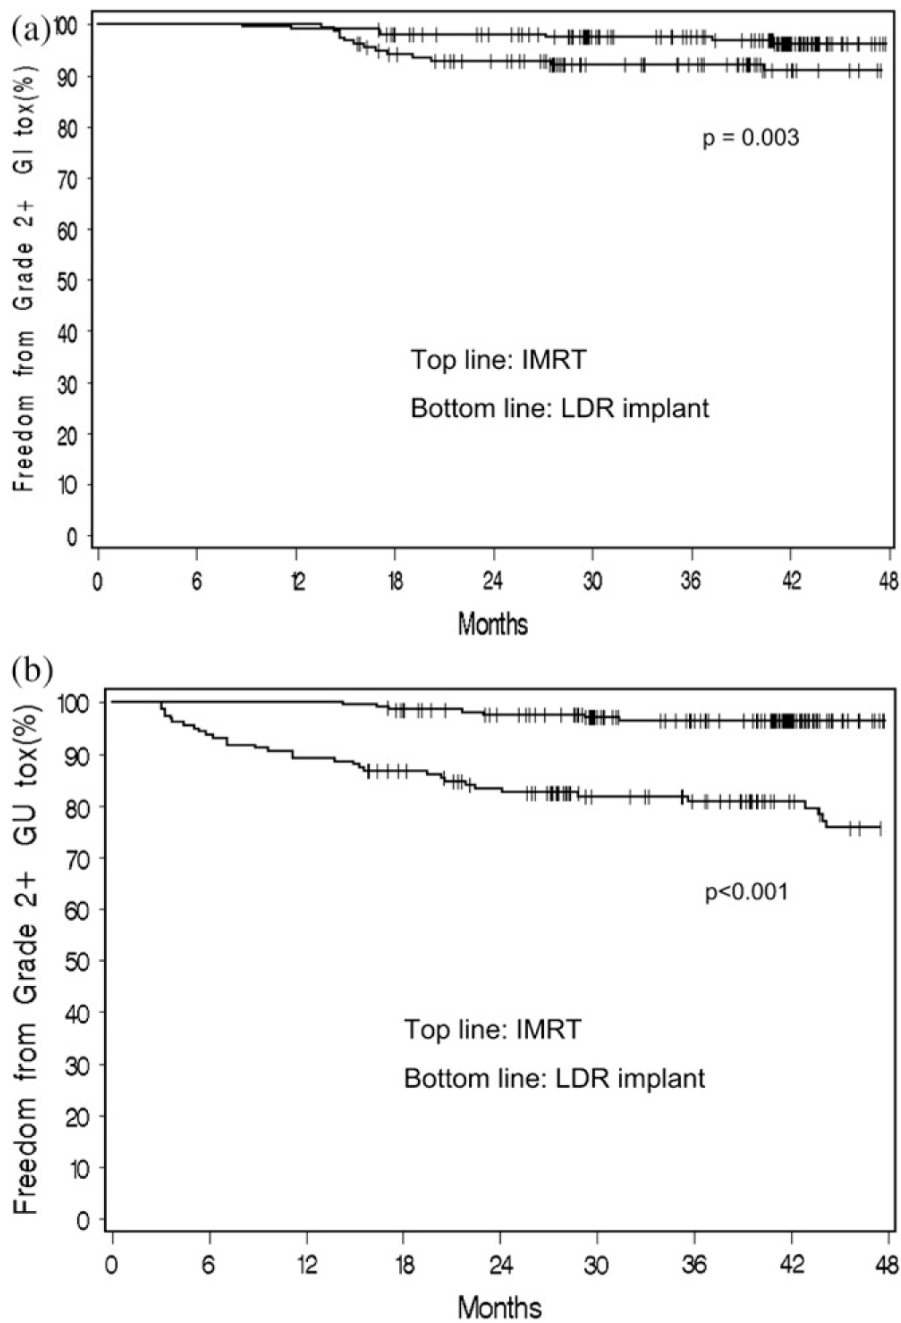 (a)
Freedom from Grade 2+ GI tox(%)
100
90
80
70
60
50
40
30
20
10
0
p = 0.003
Top line: IMRT
Bottom line: LDR implant
0 6 12 18 24 30 36 42 48
Months
(b)
Freedom from Grade 2+ GU tox(%)
100
90
80
70
60
50
40
30
20
10
0
p<0.001
Top line: IMRT
Bottom line: LDR implant
0 6 12 18 24 30 36 42 48
Months